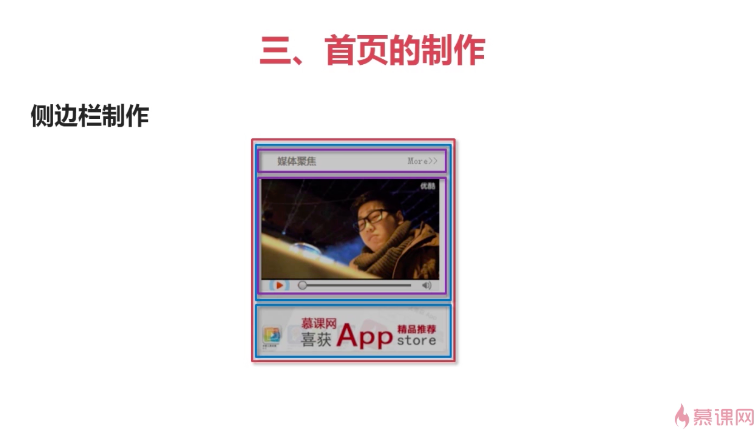 三、首页的制作
侧边栏制作
媒体聚焦 More>>
优酷
慕课网
喜获 App 精品推荐
store
慕课网